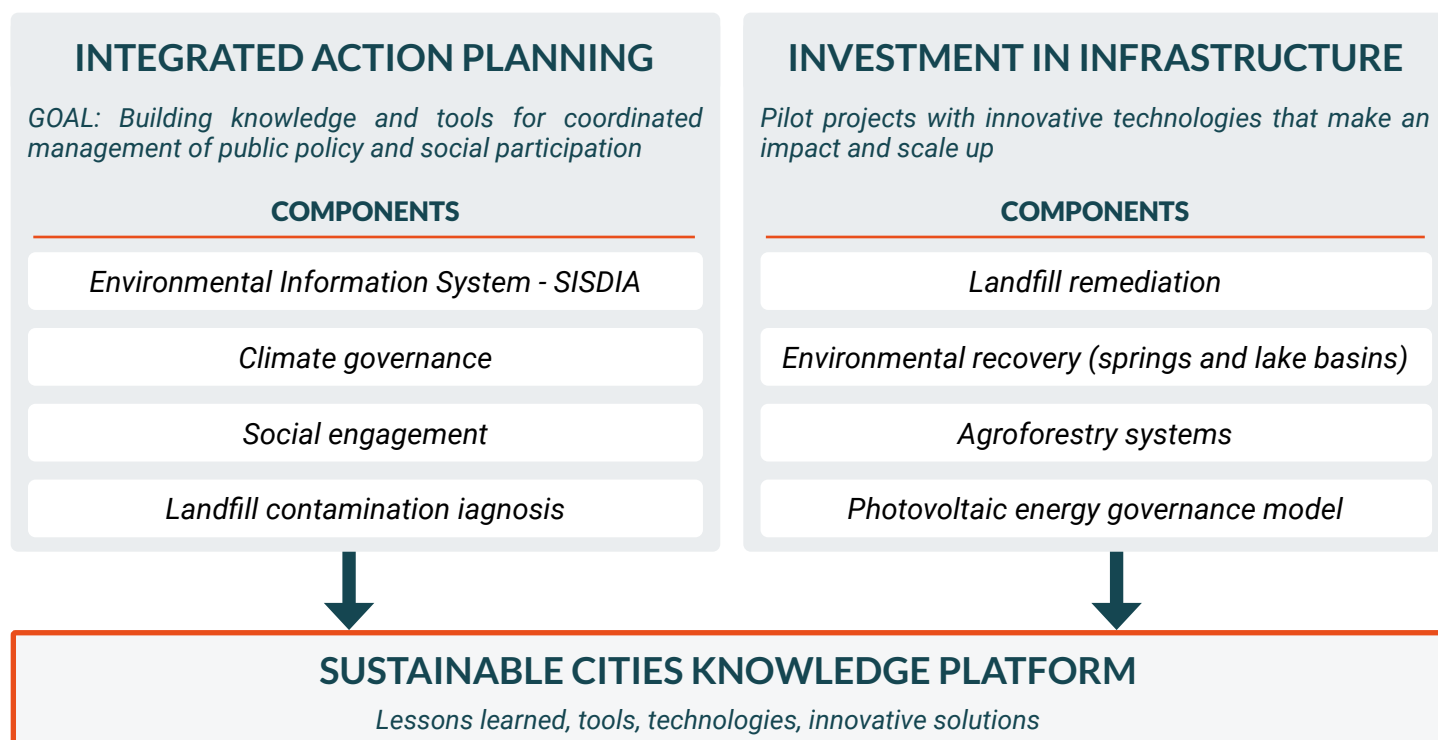 INTEGRATED ACTION PLANNING
GOAL: Building knowledge and tools for coordinated
management of public policy and social participation
COMPONENTS
Environmental Information System - SISDIA
Climate governance
Social engagement
Landfill contamination iagnosis
INVESTMENT IN INFRASTRUCTURE
Pilot projects with innovative technologies that make an
impact and scale up
COMPONENTS
Landfill remediation
Environmental recovery (springs and lake basins)
Agroforestry systems
Photovoltaic energy governance model
SUSTAINABLE CITIES KNOWLEDGE PLATFORM
Lessons learned, tools, technologies, innovative solutions